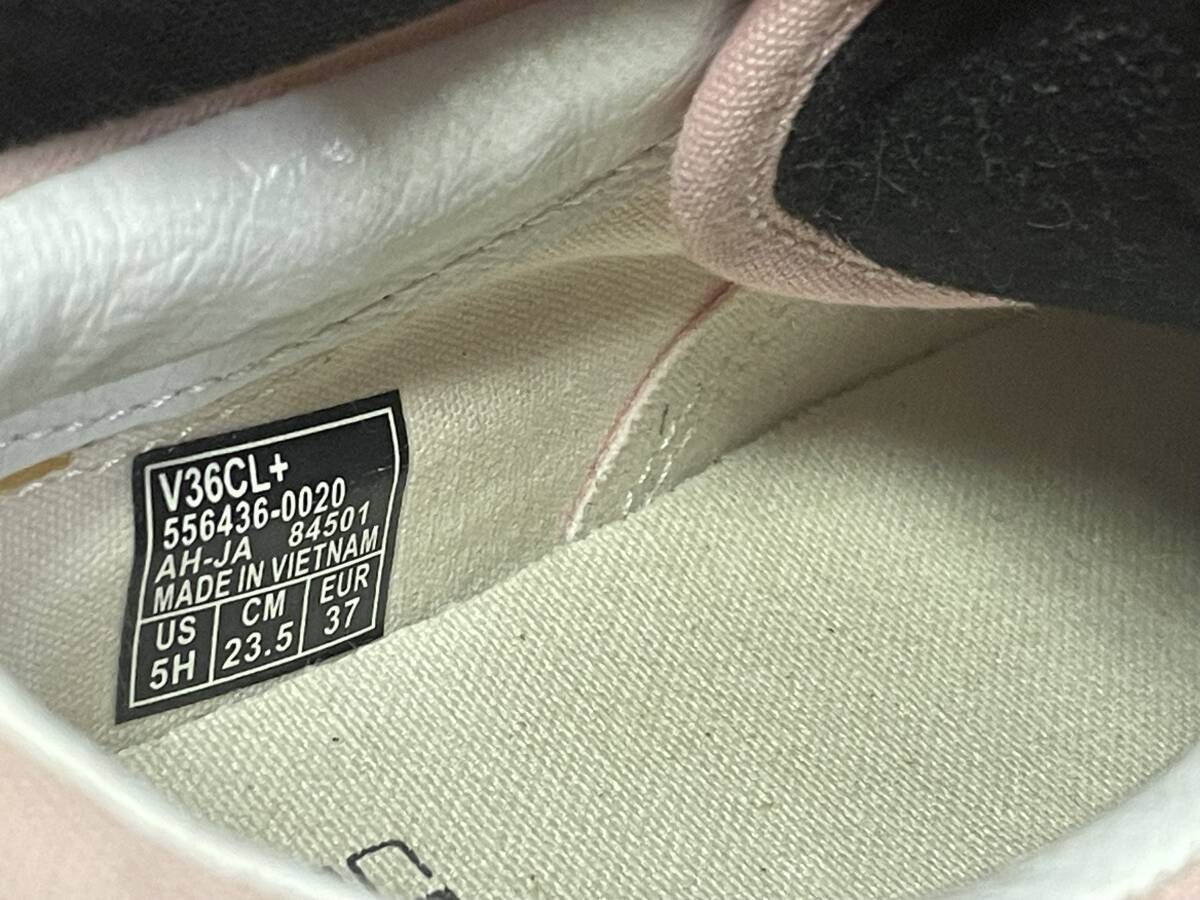 V36CL+
556436-0020
AH-JA 84501
MADE IN VIETNAM
US CM EUR
5H 23.5 37